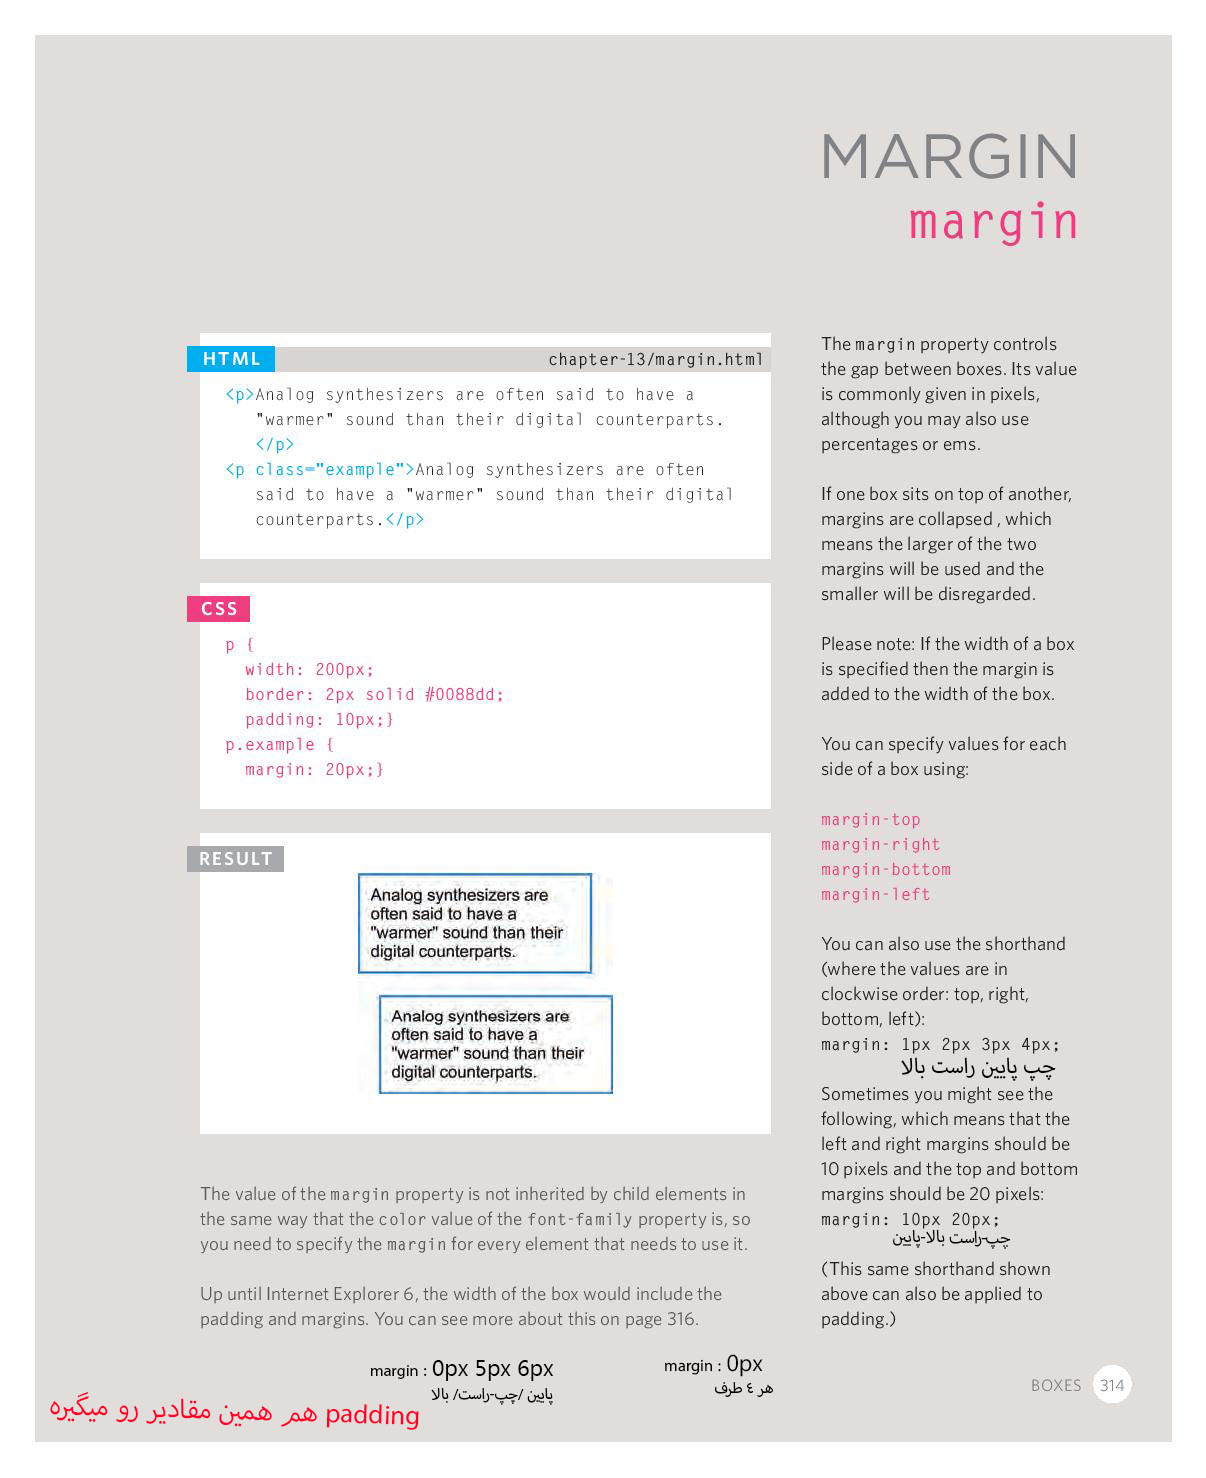 MARGIN
margin
HTML
chapter-13/margin.html
<p>Analog synthesizers are often said to have a
"warmer" sound than their digital counterparts.
</p>
<p class="example">Analog synthesizers are often
said to have a "warmer" sound than their digital
counterparts.</p>
CSS
p {
width: 200px;
border: 2px solid #0088dd;
padding: 10px;}
p.example {
margin: 20px;}
RESULT
Analog synthesizers are
often said to have a
"warmer" sound than their
digital counterparts.
Analog synthesizers are
often said to have a
"warmer" sound than their
digital counterparts.
The value of the margin property is not inherited by child elements in
the same way that the color value of the font-family property is, so
you need to specify the margin for every element that needs to use it.
Up until Internet Explorer 6, the width of the box would include the
padding and margins. You can see more about this on page 316.
The margin property controls
the gap between boxes. Its value
is commonly given in pixels,
although you may also use
percentages or ems.
If one box sits on top of another,
margins are collapsed , which
means the larger of the two
margins will be used and the
smaller will be disregarded.
Please note: If the width of a box
is specified then the margin is
added to the width of the box.
You can specify values for each
side of a box using:
margin-top
margin-right
margin-bottom
margin-left
You can also use the shorthand
(where the values are in
clockwise order: top, right,
bottom, left):
margin: 1px 2px 3px 4px;
چپ پایین راست بالا
Sometimes you might see the
following, which means that the
left and right margins should be
10 pixels and the top and bottom
margins should be 20 pixels:
margin: 10px 20px;
چپ-راست بالا-پایین
(This same shorthand shown
above can also be applied to
padding.)
margin : 0px 5px 6px
پایین /چپ-راست/ بالا
margin : 0px
هر ٤ طرف
padding هم همین مقادیر رو میگیره
BOXES 314